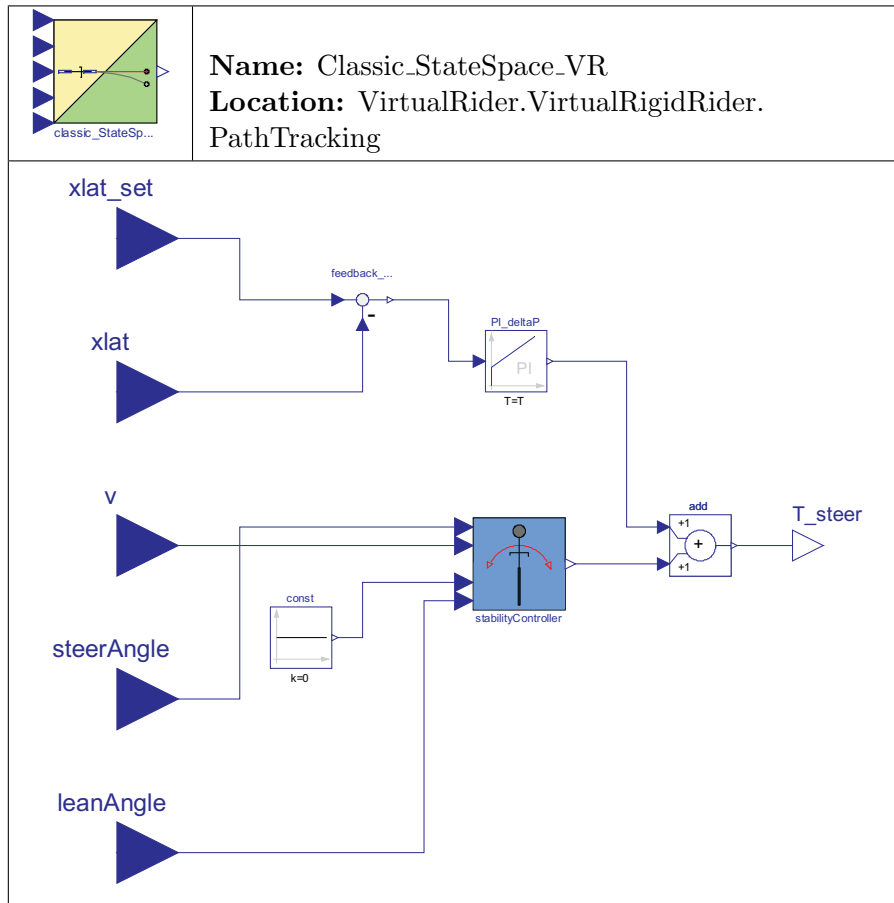 classic_StateSp...
Name: Classic_StateSpace_VR
Location: VirtualRider.VirtualRigidRider.
PathTracking
xlat_set
feedback_...
-
xlat
PI_deltaP
PI
T=T
v
add
+1
+
+1
T_steer
const
k=0
stabilityController
steerAngle
leanAngle